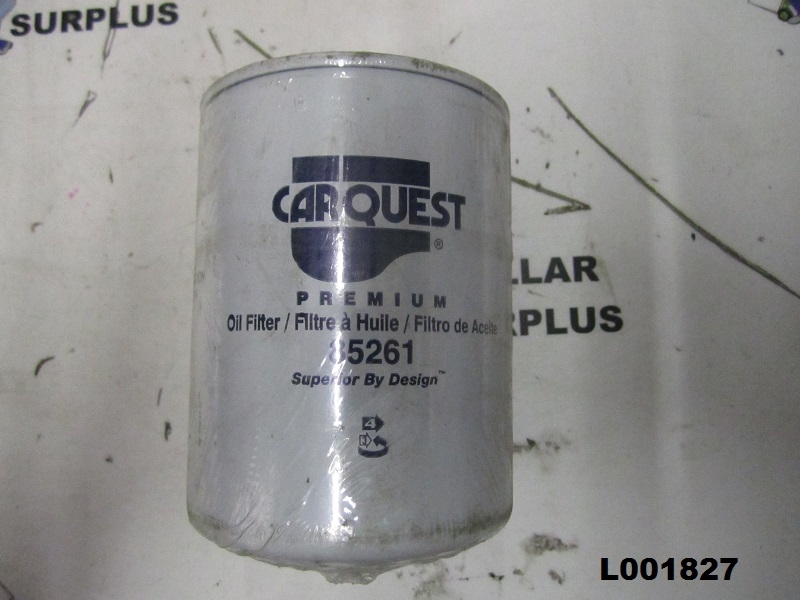 SURPLUS
CARQUEST
®
PREMIUM
Oil Filter / Filtre à Huile / Filtro de Aceite
85261
Superior By Design™
4
LLAR
RPLUS
L001827